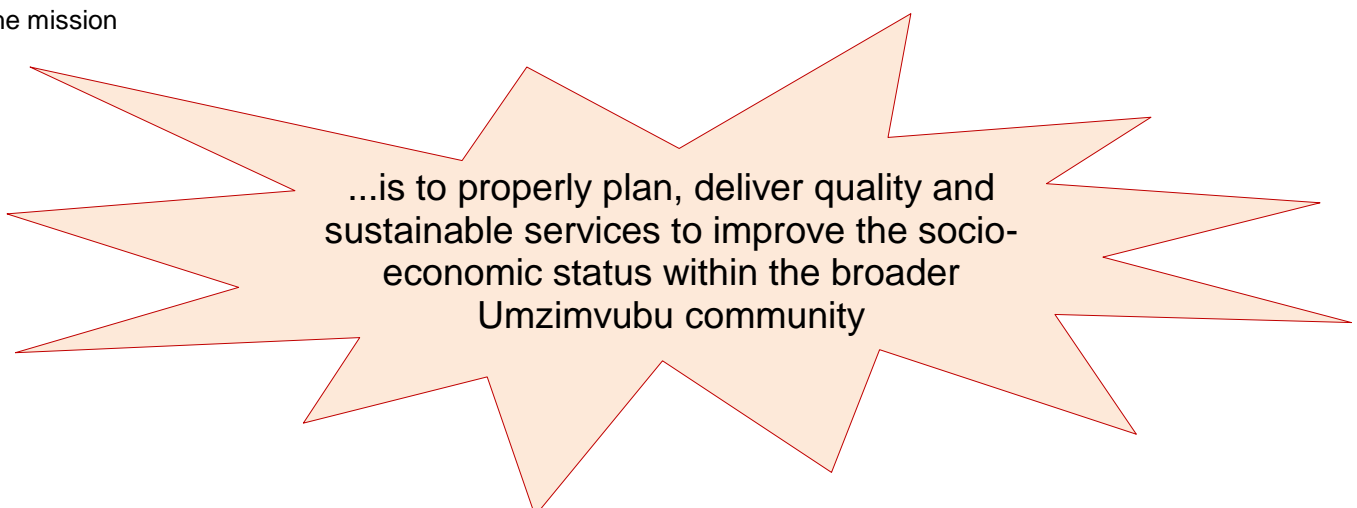 mission
...is to properly plan, deliver quality and
sustainable services to improve the socio-
economic status within the broader
Umzimvubu community